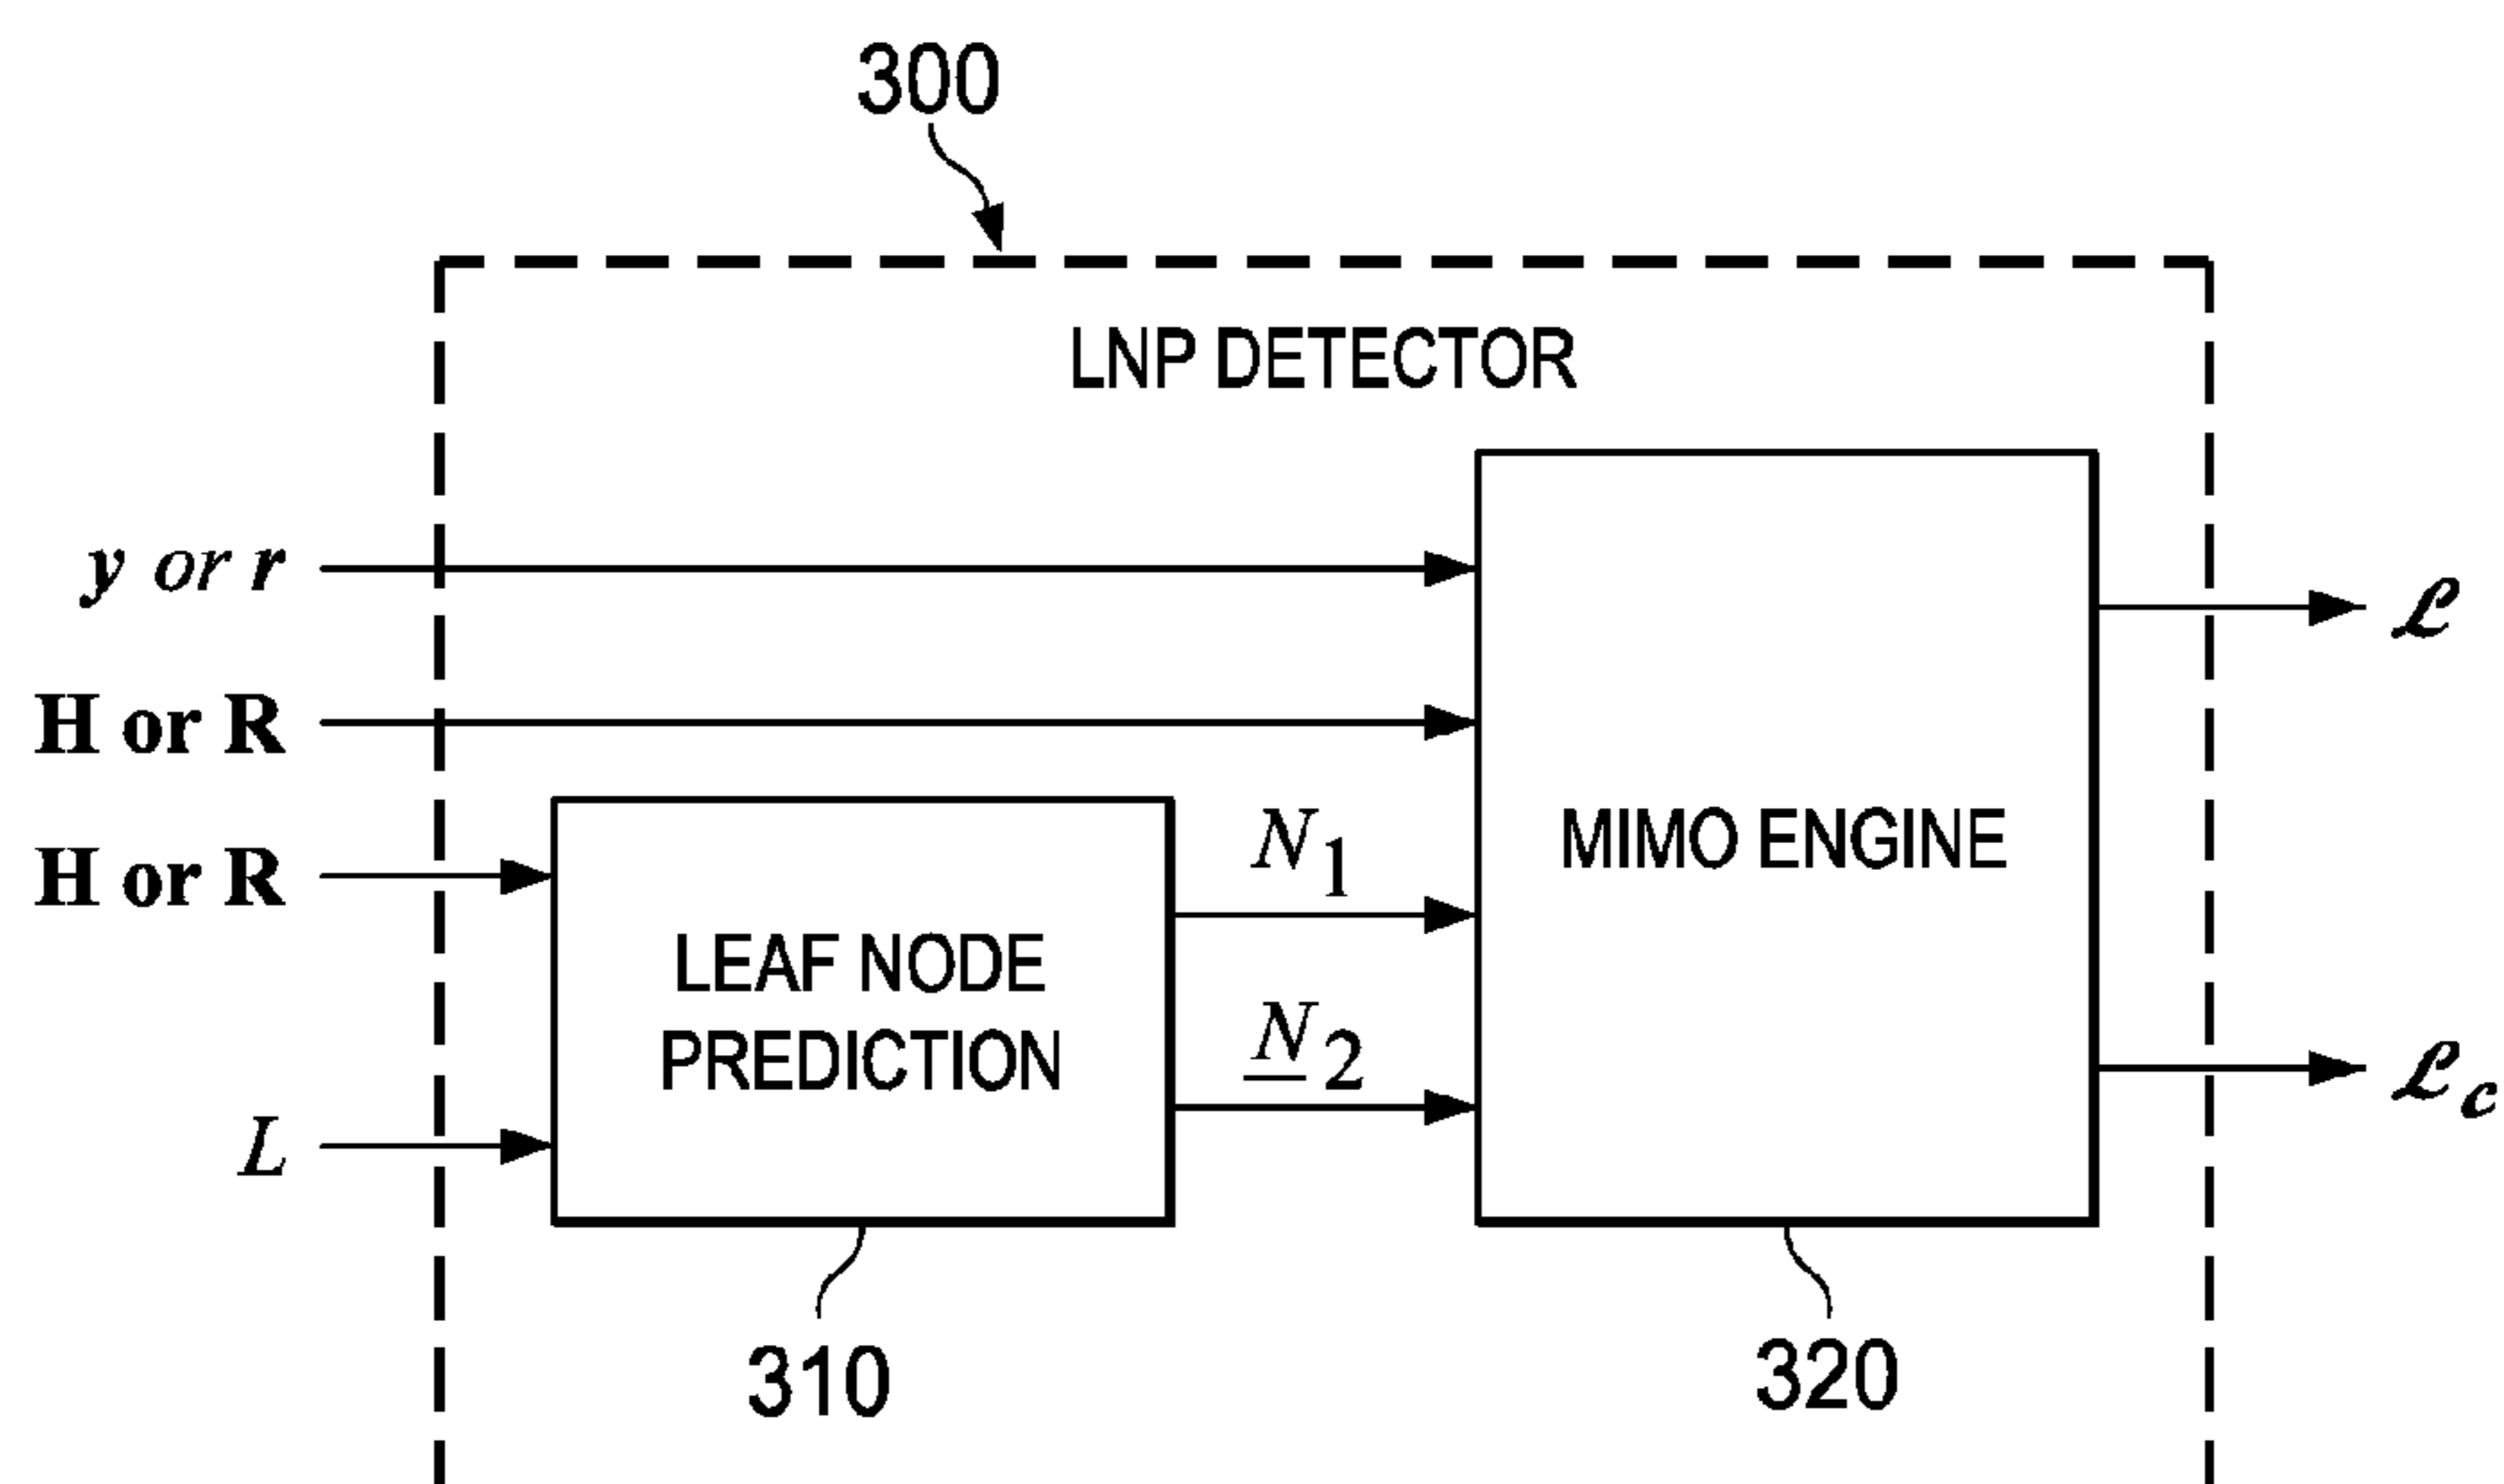 300
LNP DETECTOR
y or r
H or R
H or R
L
LEAF NODE
PREDICTION
N1
N2
MIMO ENGINE
ℒ
ℒc
310
320